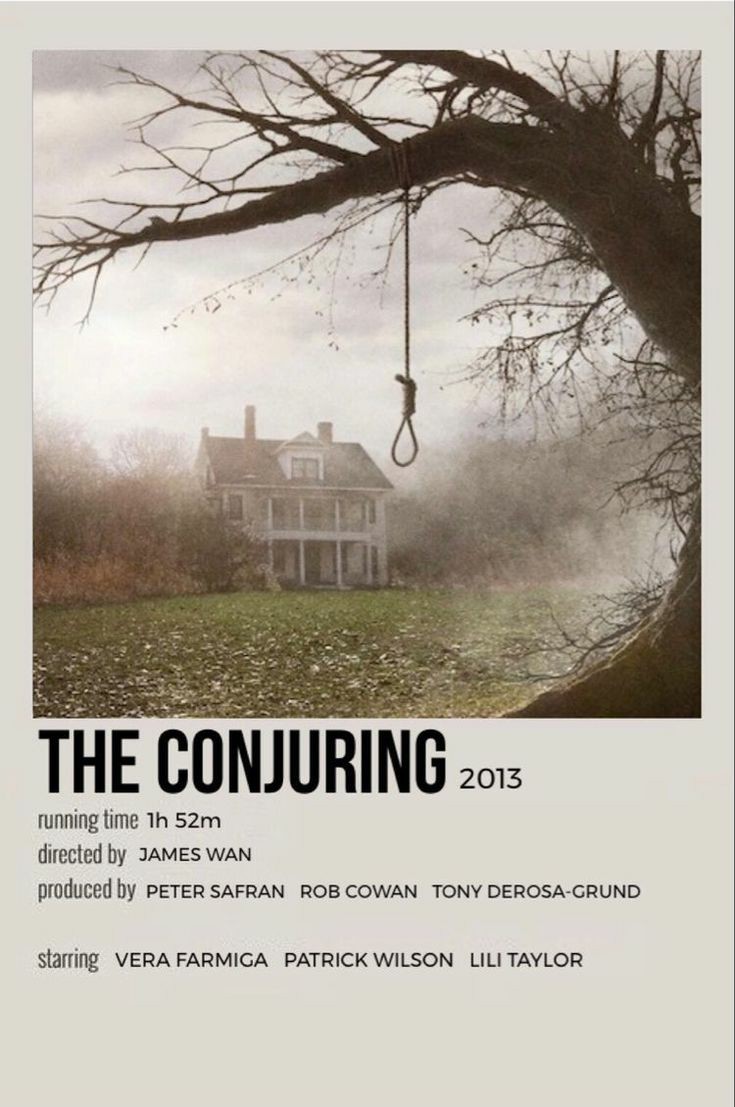 THE CONJURING 2013
running time 1h 52m
directed by JAMES WAN
produced by PETER SAFRAN ROB COWAN TONY DEROSA-GRUND
starring VERA FARMIGA PATRICK WILSON LILI TAYLOR